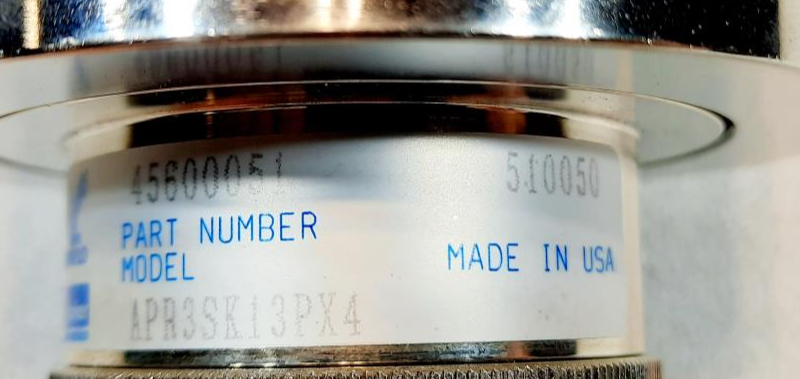 45600051 510050
PART NUMBER
MODEL MADE IN USA
APR3SK13PX4